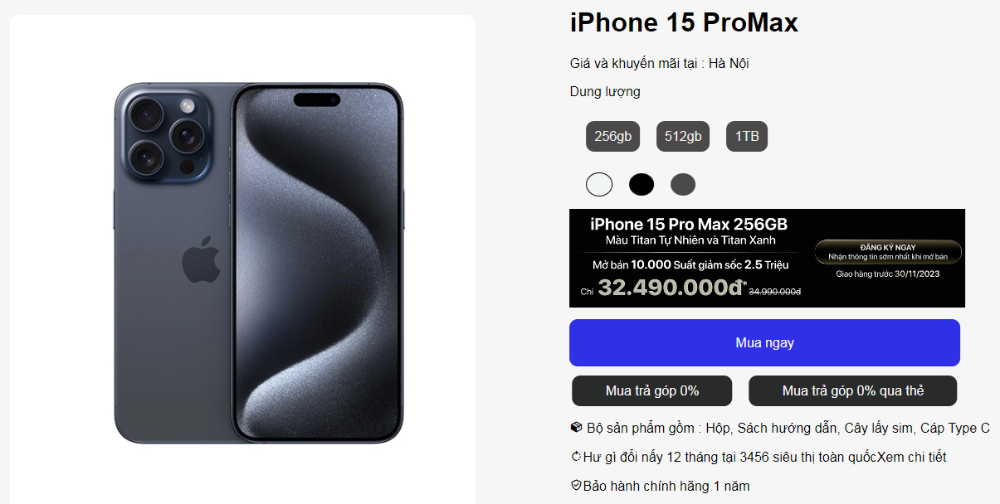 iPhone 15 ProMax
Giá và khuyến mãi tại : Hà Nội
Dung lượng
256gb 512gb 1TB
iPhone 15 Pro Max 256GB
Màu Titan Tự Nhiên và Titan Xanh
Mở bán 10.000 Suất giảm sốc 2.5 Triệu
Chỉ 32.490.000đ* 34.990.000đ
ĐĂNG KÝ NGAY
Nhận thông tin sớm nhất khi mở bán
Giao hàng trước 30/11/2023
Mua ngay
Mua trả góp 0% Mua trả góp 0% qua thẻ
Bộ sản phẩm gồm : Hộp, Sách hướng dẫn, Cây lấy sim, Cáp Type C
Hư gì đổi nấy 12 tháng tại 3456 siêu thị toàn quốcXem chi tiết
Bảo hành chính hãng 1 năm